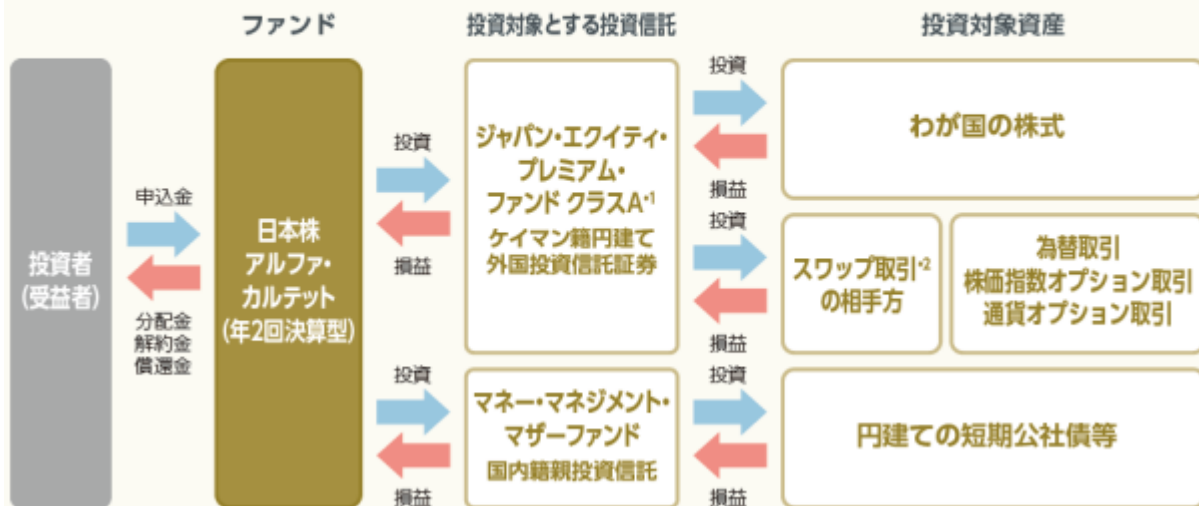 ファンド
投資対象とする投資信託
投資対象資産
投資者
(受益者)
申込金
分配金
解約金
償還金
日本株
アルファ・
カルテット
(年2回決算型)
投資
損益
ジャパン・エクイティ・
プレミアム・
ファンド クラスA*1
ケイマン籍円建て
外国投資信託証券
投資
損益
わが国の株式
投資
損益
スワップ取引*2
の相手方
為替取引
株価指数オプション取引
通貨オプション取引
投資
損益
マネー・マネジメント・
マザーファンド
国内籍親投資信託
投資
損益
円建ての短期公社債等